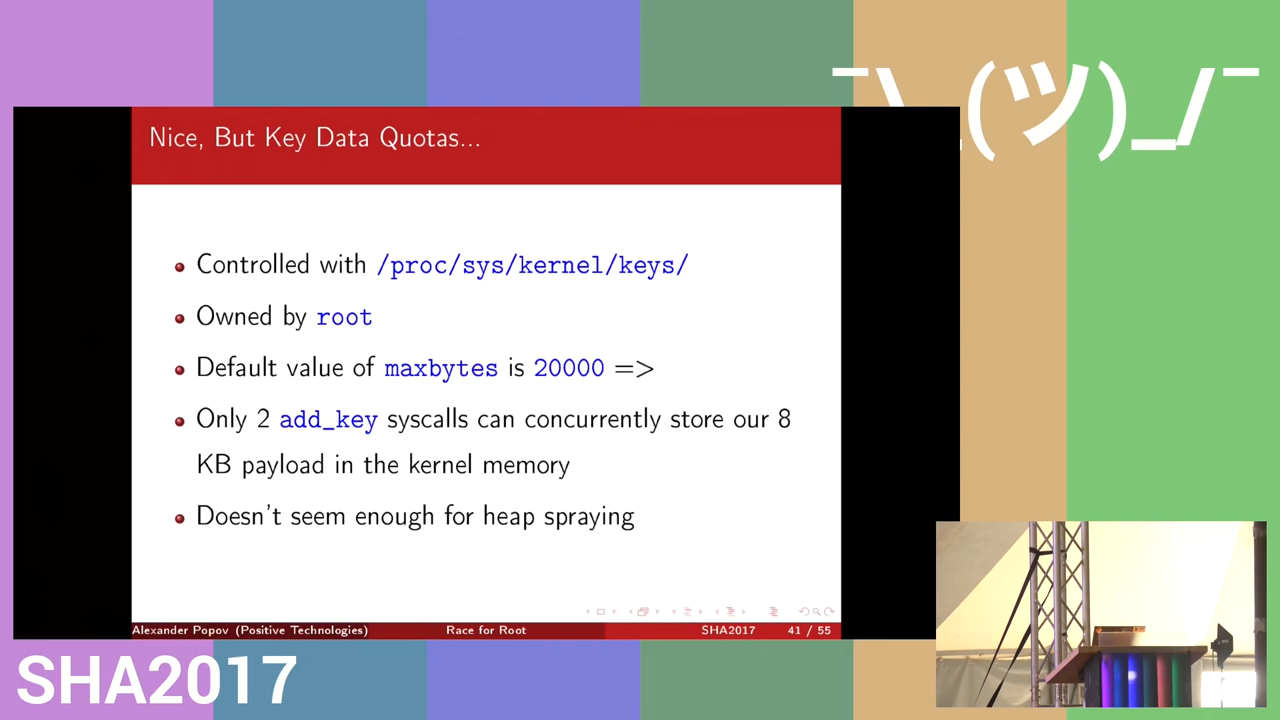 ¯\_(ツ)_/¯
Nice, But Key Data Quotas...
Controlled with /proc/sys/kernel/keys/
Owned by root
Default value of maxbytes is 20000 =>
Only 2 add_key syscalls can concurrently store our 8
KB payload in the kernel memory
Doesn't seem enough for heap spraying
Alexander Popov (Positive Technologies) Race for Root SHA2017 41 / 55
SHA2017